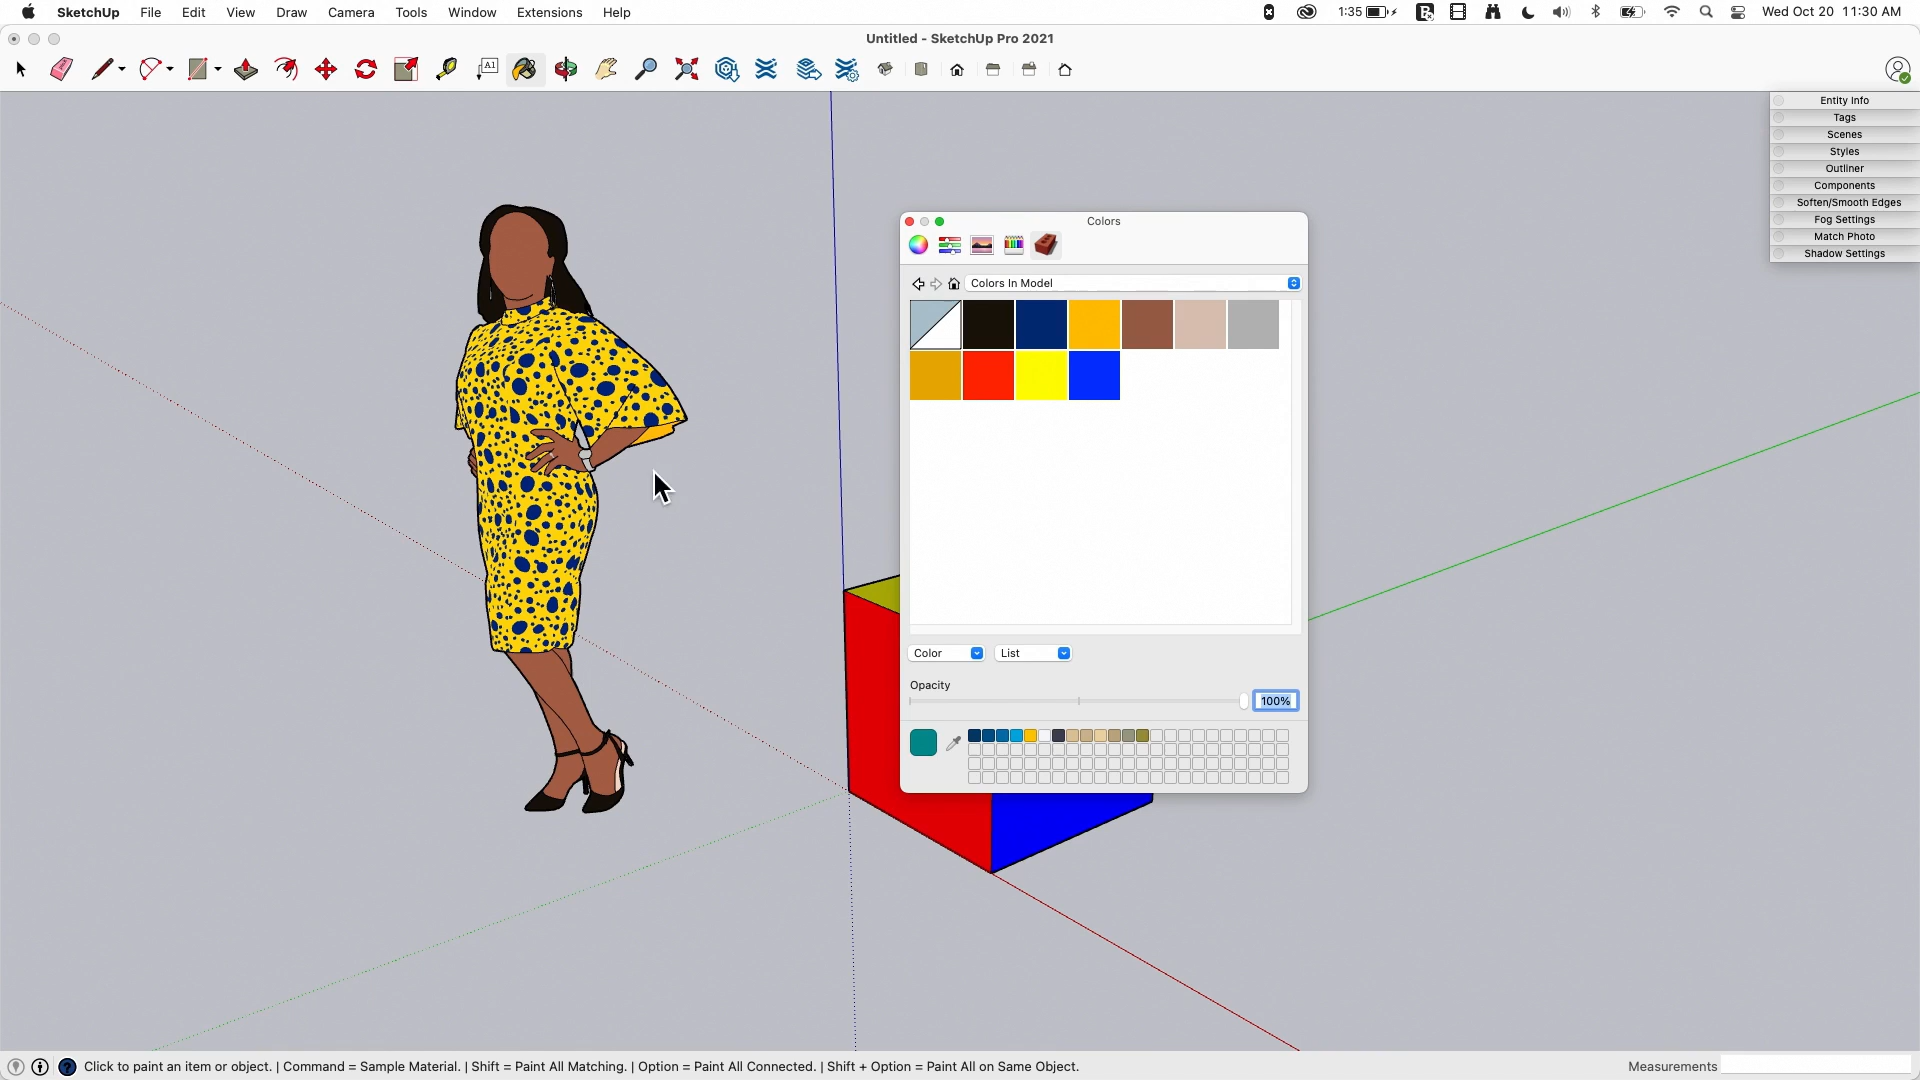 SketchUp File Edit View Draw Camera Tools Window Extensions Help 1:35 Wed Oct 20 11:30 AM
Untitled - SketchUp Pro 2021
A1
Entity Info
Tags
Scenes
Styles
Outliner
Components
Soften/Smooth Edges
Fog Settings
Match Photo
Shadow Settings
Colors
Colors In Model
Color List
Opacity
100%
Click to paint an item or object. | Command = Sample Material. | Shift = Paint All Matching. | Option = Paint All Connected. | Shift + Option = Paint All on Same Object. Measurements